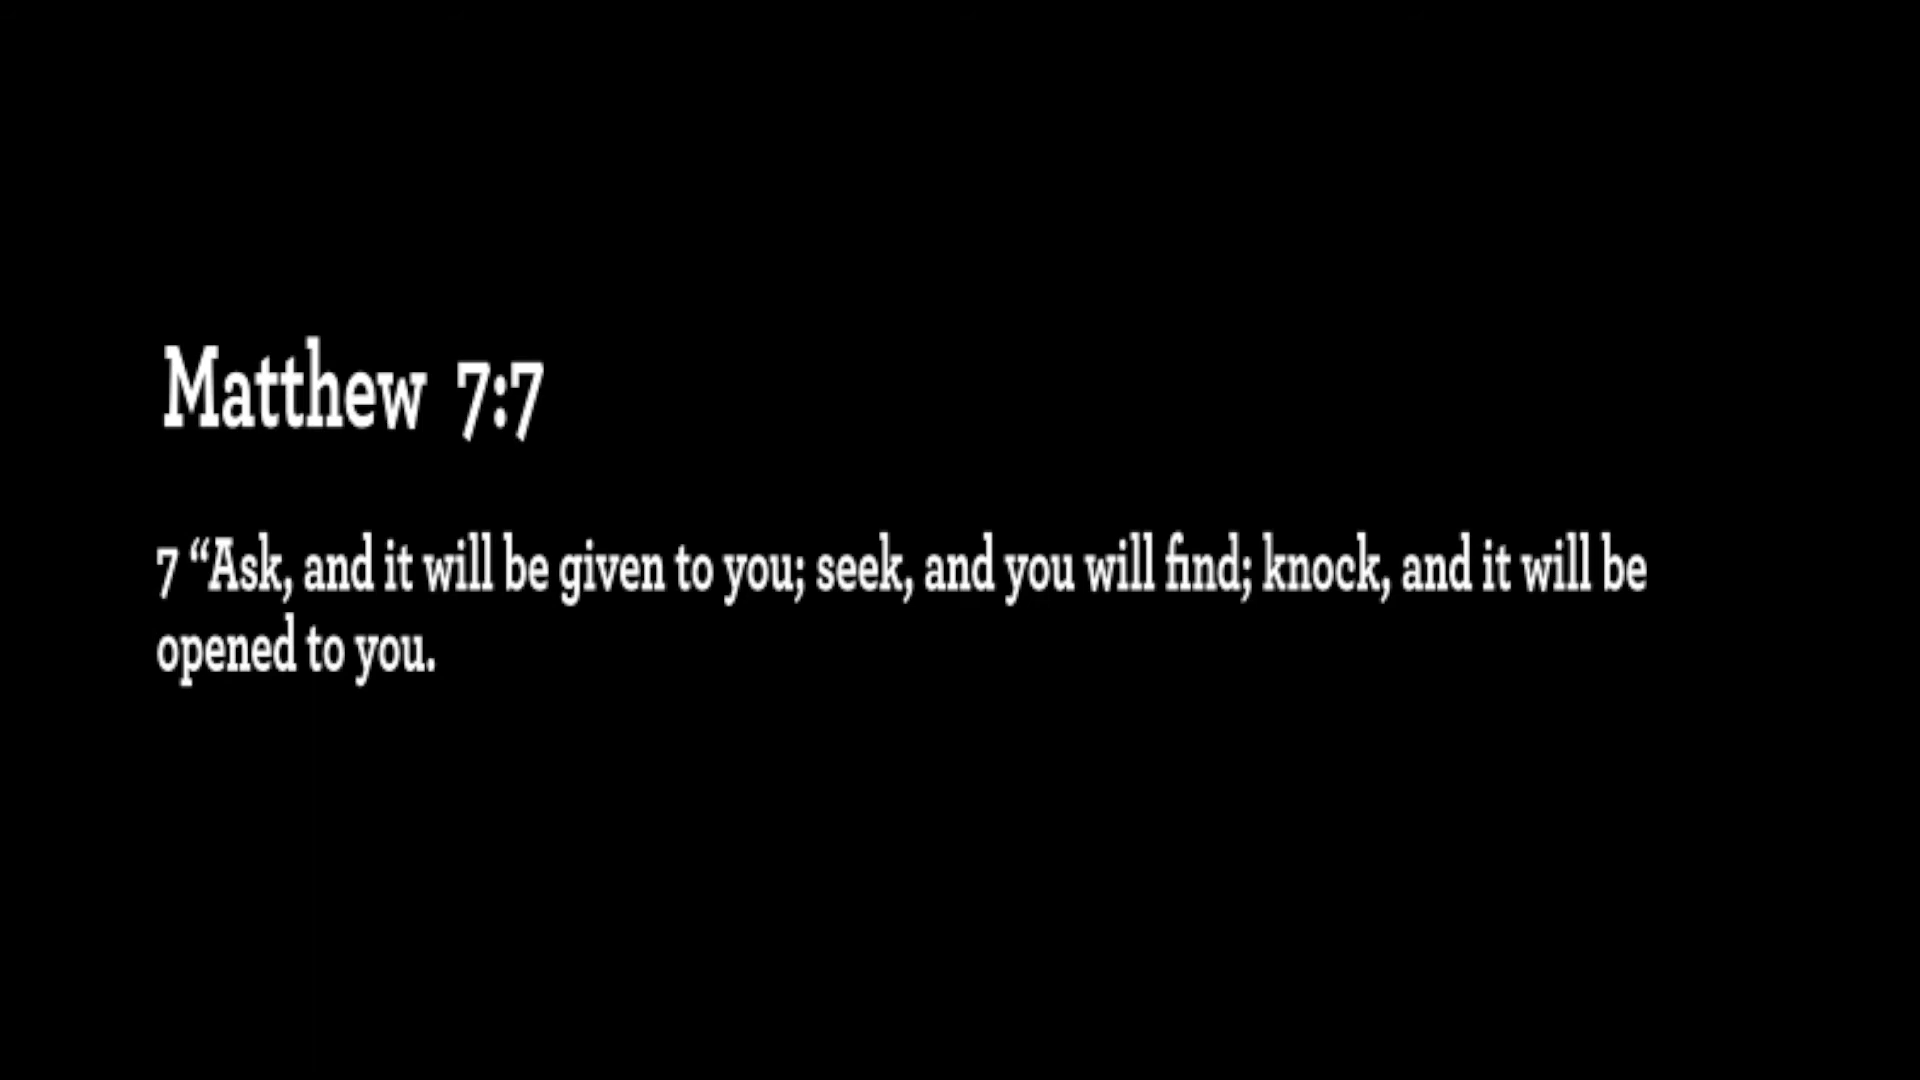 Matthew 7:7
7 “Ask, and it will be given to you; seek, and you will find; knock, and it will be
opened to you.